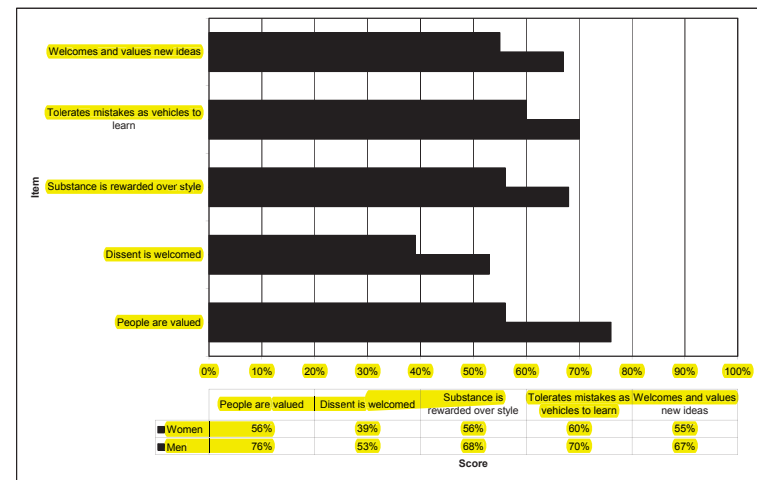 Welcomes and values new ideas
Tolerates mistakes as vehicles to
learn
Substance is rewarded over style
Item
Dissent is welcomed
People are valued
0% 10% 20% 30% 40% 50% 60% 70% 80% 90% 100%
People are valued Dissent is welcomed Substance is rewarded over style Tolerates mistakes as vehicles to learn Welcomes and values new ideas
Women 56% 39% 56% 60% 55%
Men 76% 53% 68% 70% 67%
Score